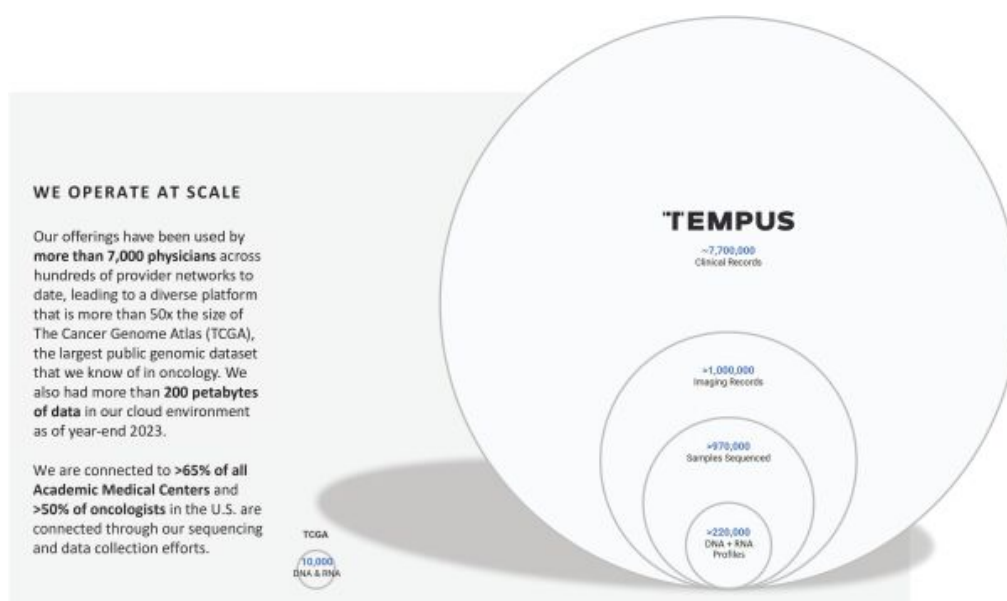 WE OPERATE AT SCALE
Our offerings have been used by
more than 7,000 physicians across
hundreds of provider networks to
date, leading to a diverse platform
that is more than 50x the size of
The Cancer Genome Atlas (TCGA),
the largest public genomic dataset
that we know of in oncology. We
also had more than 200 petabytes
of data in our cloud environment
as of year-end 2023.
We are connected to >65% of all
Academic Medical Centers and
>50% of oncologists in the U.S. are
connected through our sequencing
and data collection efforts.
TCGA
10,000
DNA & RNA
TEMPUS
~7,700,000
Clinical Records
>1,000,000
Imaging Records
>970,000
Samples Sequenced
>220,000
DNA + RNA
Profiles